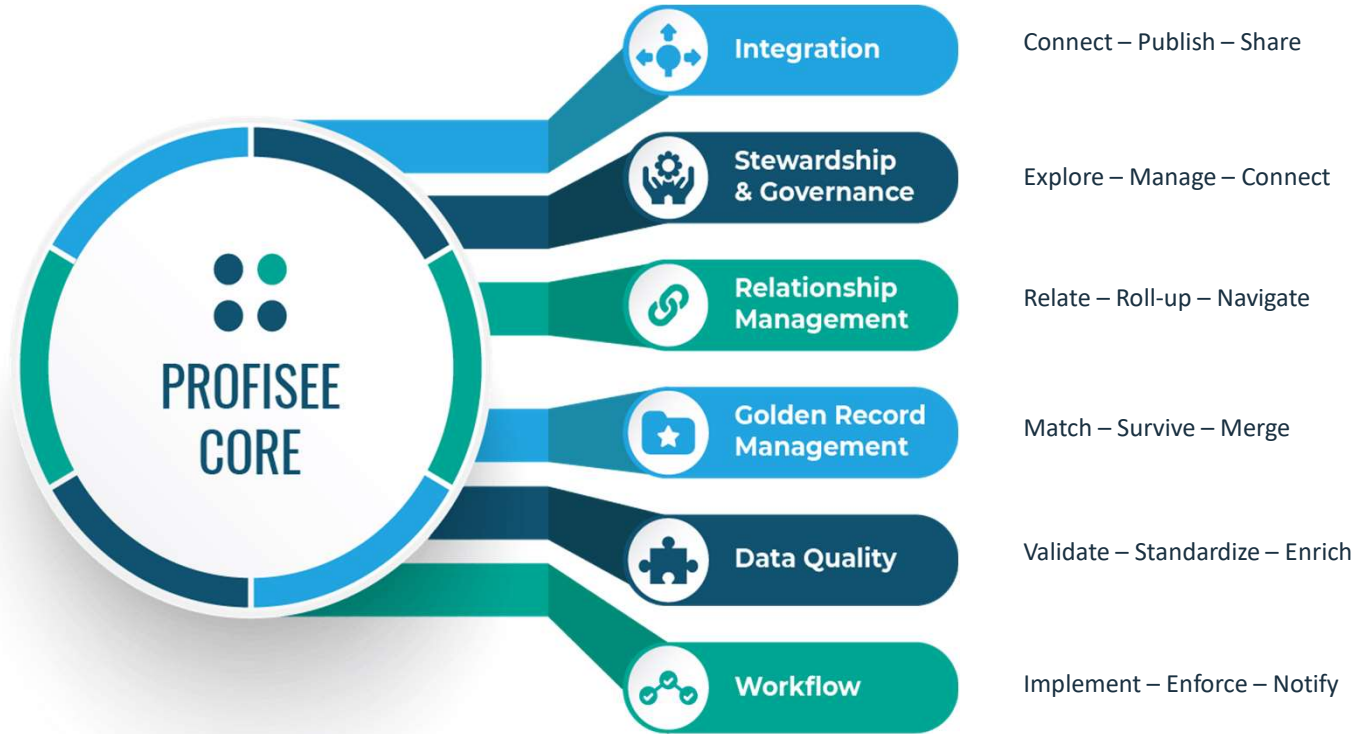 PROFISEE
CORE
Integration
Connect – Publish – Share
Stewardship
& Governance
Explore – Manage – Connect
Relationship
Management
Relate – Roll-up – Navigate
Golden Record
Management
Match – Survive – Merge
Data Quality
Validate – Standardize – Enrich
Workflow
Implement – Enforce – Notify